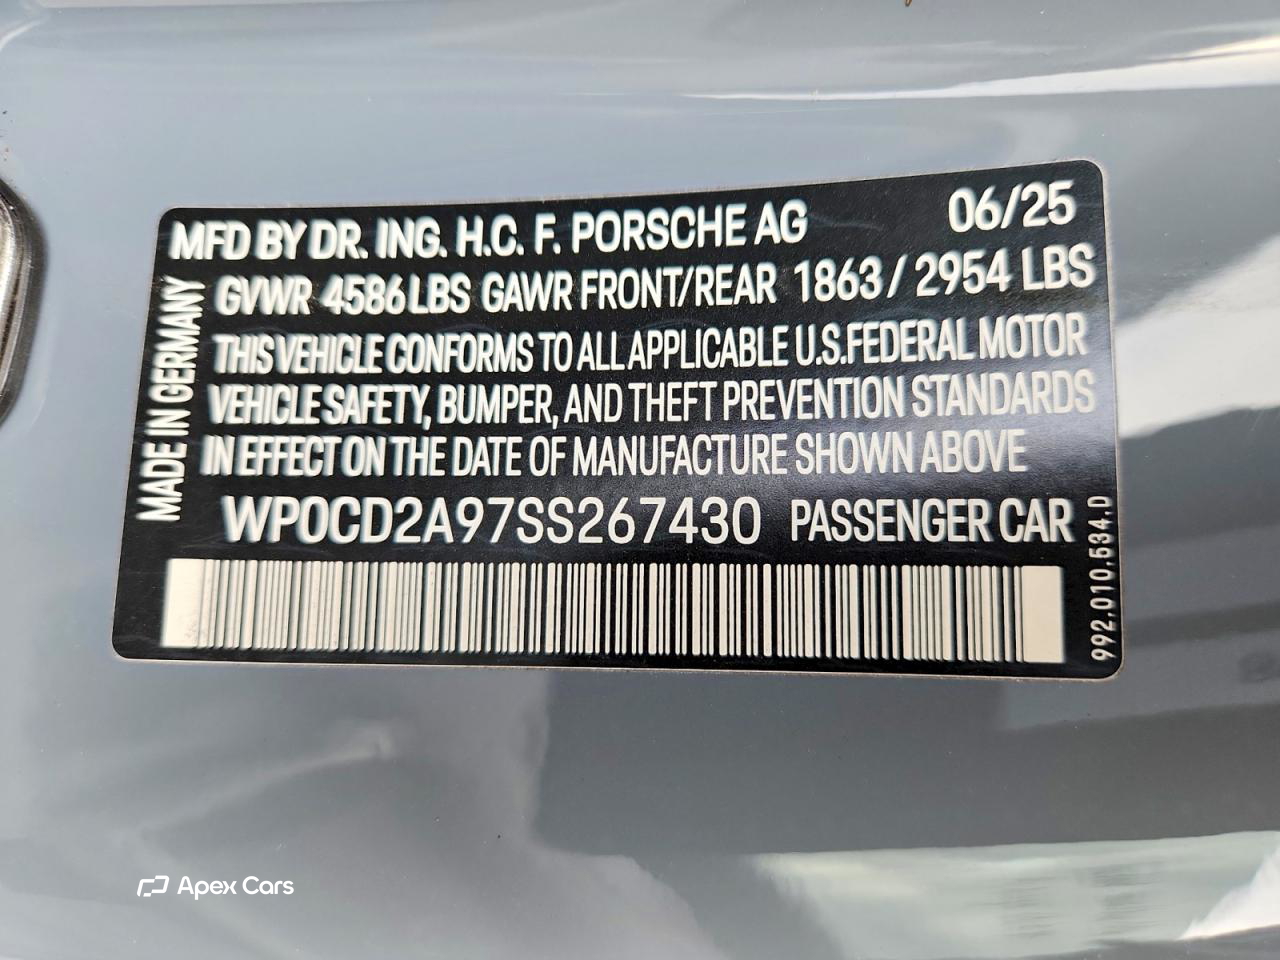 MFD BY DR. ING. H.C. F. PORSCHE AG 06/25
GVWR 4586 LBS GAWR FRONT/REAR 1863 / 2954 LBS
THIS VEHICLE CONFORMS TO ALL APPLICABLE U.S.FEDERAL MOTOR
VEHICLE SAFETY, BUMPER, AND THEFT PREVENTION STANDARDS
IN EFFECT ON THE DATE OF MANUFACTURE SHOWN ABOVE
WP0CD2A97SS267430 PASSENGER CAR
MADE IN GERMANY
992.010.534.D
Apex Cars